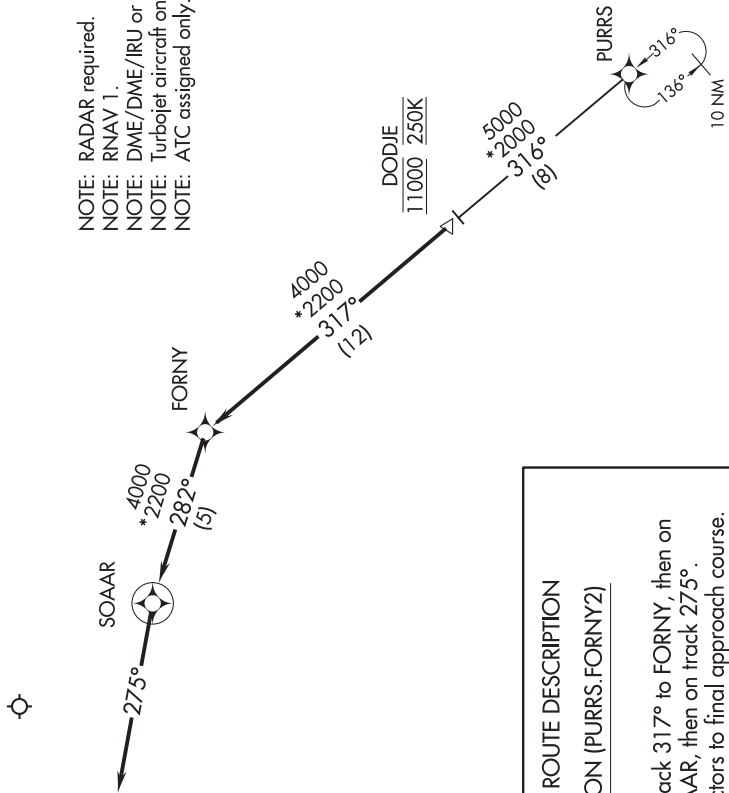 NOTE: RADAR required.
NOTE: RNAV 1.
NOTE: DME/DME/IRU or
NOTE: Turbojet aircraft on
NOTE: ATC assigned only.
PURRS
316°
136°
10 NM
5000
*2000
316°
(8)
DODJE
11000 250K
4000
*2200
317°
(12)
FORNY
4000
*2200
282°
(5)
SOAAR
275°
ROUTE DESCRIPTION
ON (PURRS.FORNY2)
ack 317° to FORNY, then on
AAR, then on track 275°.
ctors to final approach course.